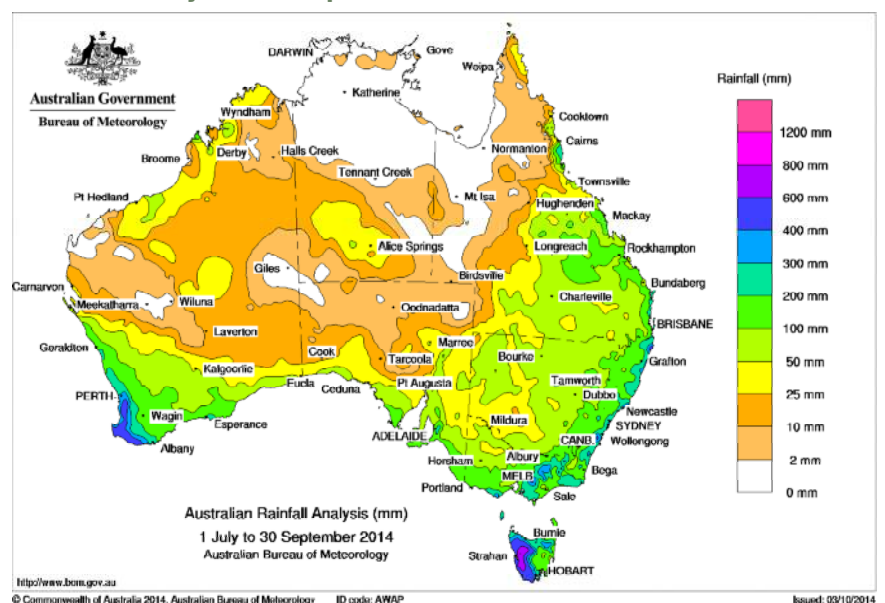 Australian Government
Bureau of Meteorology
DARWIN
Gove
Weipa
Katherine
Wyndham
Cooktown
Cairns
Derby
Halls Creek
Normanton
Broome
Tennant Creek
Townsville
Pt Hedland
Mt Isa
Hughenden
Mackay
Alice Springs
Longreach
Rockhampton
Giles
Birdsville
Carnarvon
Bundaberg
Meekatharra
Wiluna
Oodnadatta
Charleville
BRISBANE
Laverton
Geraldton
Cook
Marree
Grafton
Kalgoorlie
Tarcoola
Bourke
Eucla
Ceduna
Pt Augusta
Tamworth
PERTH
Dubbo
Wagin
Newcastle
Esperance
Mildura
SYDNEY
ADELAIDE
CANB.
Wollongong
Albany
Horsham
Albury
MELB
Bega
Portland
Sale
Burnie
Strahan
HOBART
Rainfall (mm)
1200 mm
800 mm
600 mm
400 mm
300 mm
200 mm
100 mm
50 mm
25 mm
10 mm
2 mm
0 mm
Australian Rainfall Analysis (mm)
1 July to 30 September 2014
Australian Bureau of Meteorology
http://www.bom.gov.au
© Commonwealth of Australia 2014, Australian Bureau of Meteorology ID code: AWAP Issued: 03/10/2014